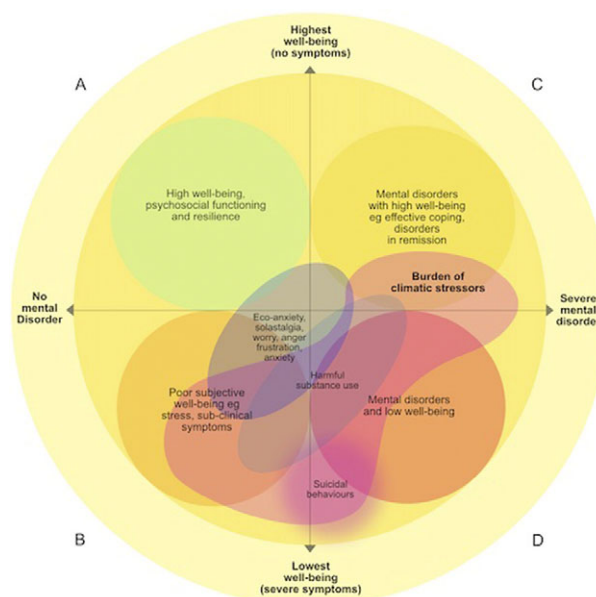 Highest
well-being
(no symptoms)
A
C
High well-being,
psychosocial functioning
and resilience
Mental disorders
with high well-being
eg effective coping,
disorders
in remission
Burden of
climatic stressors
No
mental
Disorder
Severe
mental
disorder
Eco-anxiety,
solastalgia,
worry, anger
frustration,
anxiety
Harmful
substance use
Poor subjective
well-being eg
stress, sub-clinical
symptoms
Mental disorders
and low well-being
Suicidal
behaviours
B
D
Lowest
well-being
(severe symptoms)